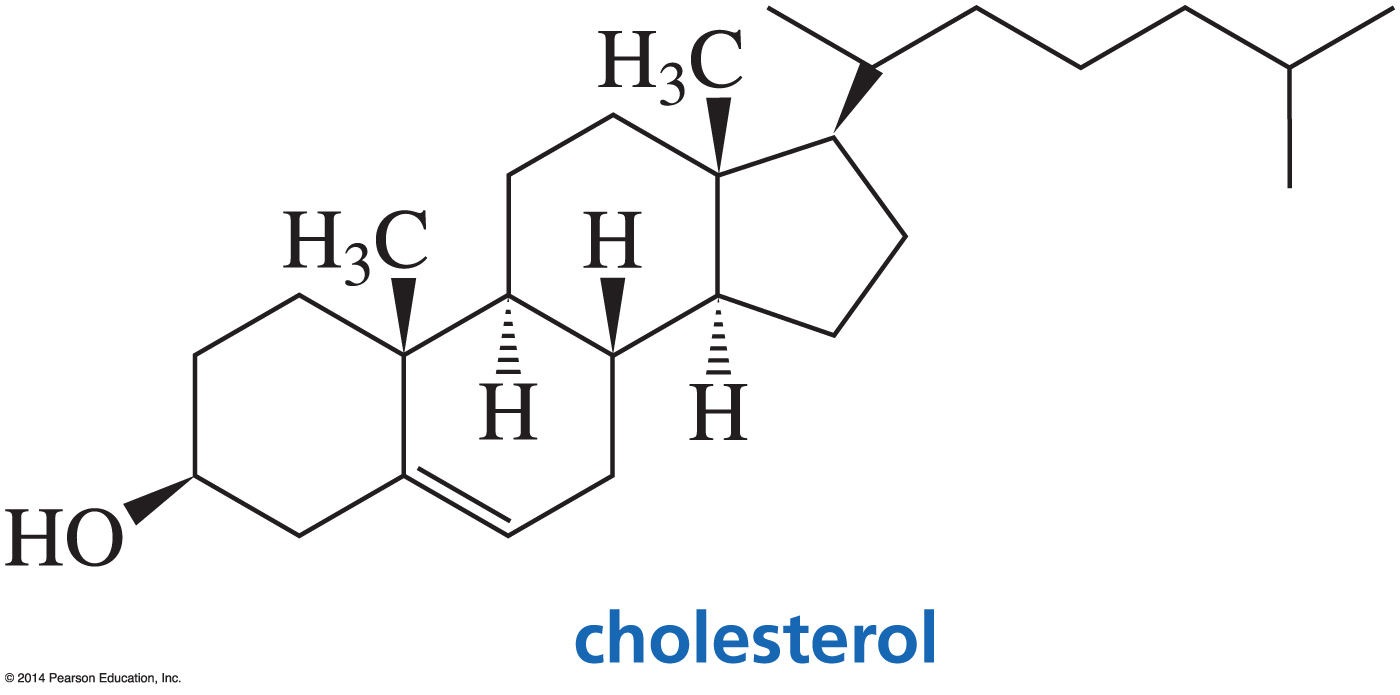 H₃C
H₃C
H
H
H
HO
cholesterol
© 2014 Pearson Education, Inc.